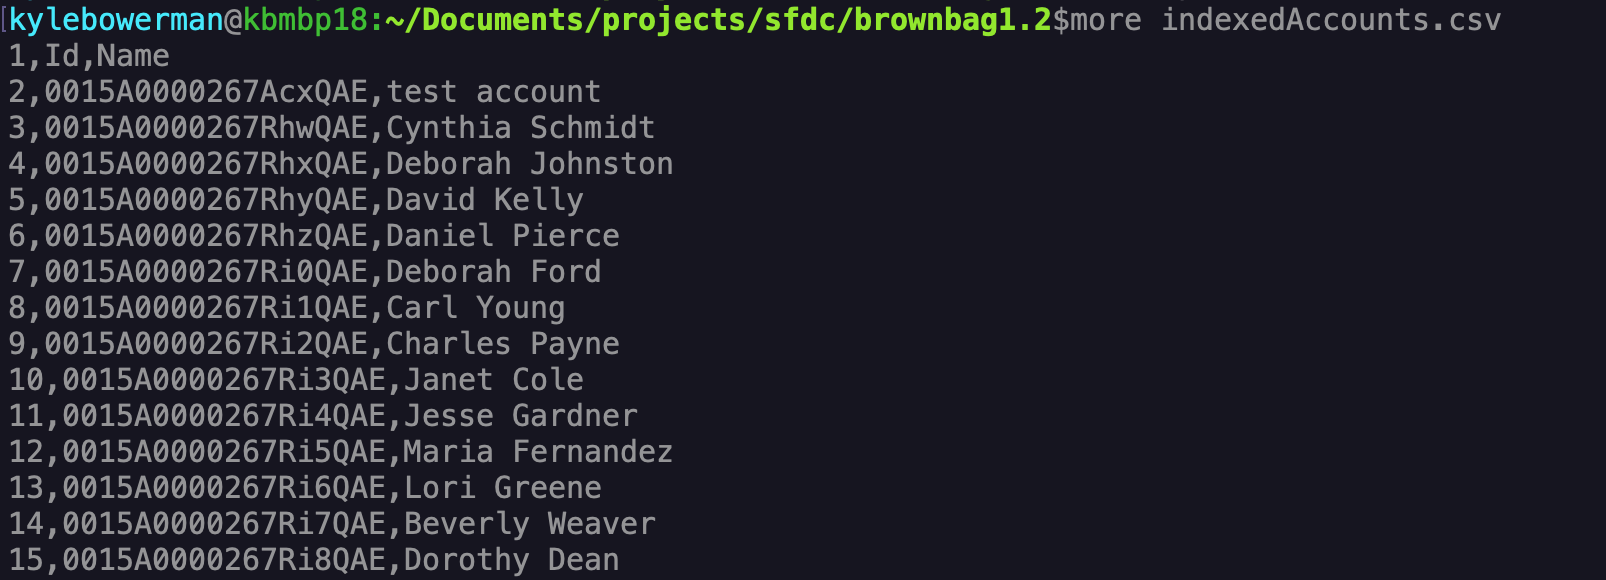 [kylebowerman@kbmbp18:~/Documents/projects/sfdc/brownbag1.2$more indexedAccounts.csv
1,Id,Name
2,0015A0000267AcxQAE,test account
3,0015A0000267RhwQAE,Cynthia Schmidt
4,0015A0000267RhxQAE,Deborah Johnston
5,0015A0000267RhyQAE,David Kelly
6,0015A0000267RhzQAE,Daniel Pierce
7,0015A0000267Ri0QAE,Deborah Ford
8,0015A0000267Ri1QAE,Carl Young
9,0015A0000267Ri2QAE,Charles Payne
10,0015A0000267Ri3QAE,Janet Cole
11,0015A0000267Ri4QAE,Jesse Gardner
12,0015A0000267Ri5QAE,Maria Fernandez
13,0015A0000267Ri6QAE,Lori Greene
14,0015A0000267Ri7QAE,Beverly Weaver
15,0015A0000267Ri8QAE,Dorothy Dean